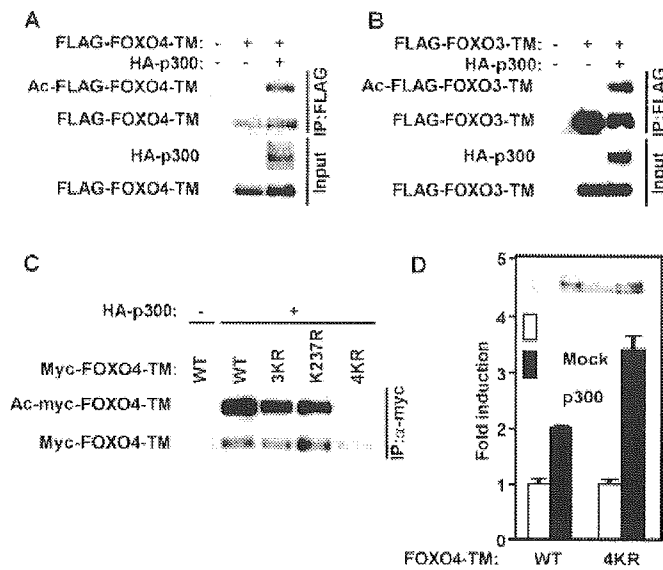 A
FLAG-FOXO4-TM: - + +
HA-p300: - - +
Ac-FLAG-FOXO4-TM
FLAG-FOXO4-TM
HA-p300
FLAG-FOXO4-TM
IP:FLAG
Input
B
FLAG-FOXO3-TM: - + +
HA-p300: - - +
Ac-FLAG-FOXO3-TM
FLAG-FOXO3-TM
HA-p300
FLAG-FOXO3-TM
IP:FLAG
Input
C
HA-p300: - +
Myc-FOXO4-TM: WT WT 3KR K237R 4KR
Ac-myc-FOXO4-TM
Myc-FOXO4-TM
IP:α-myc
D
Fold induction
5
4
3
2
1
0
Mock
p300
FOXO4-TM: WT 4KR